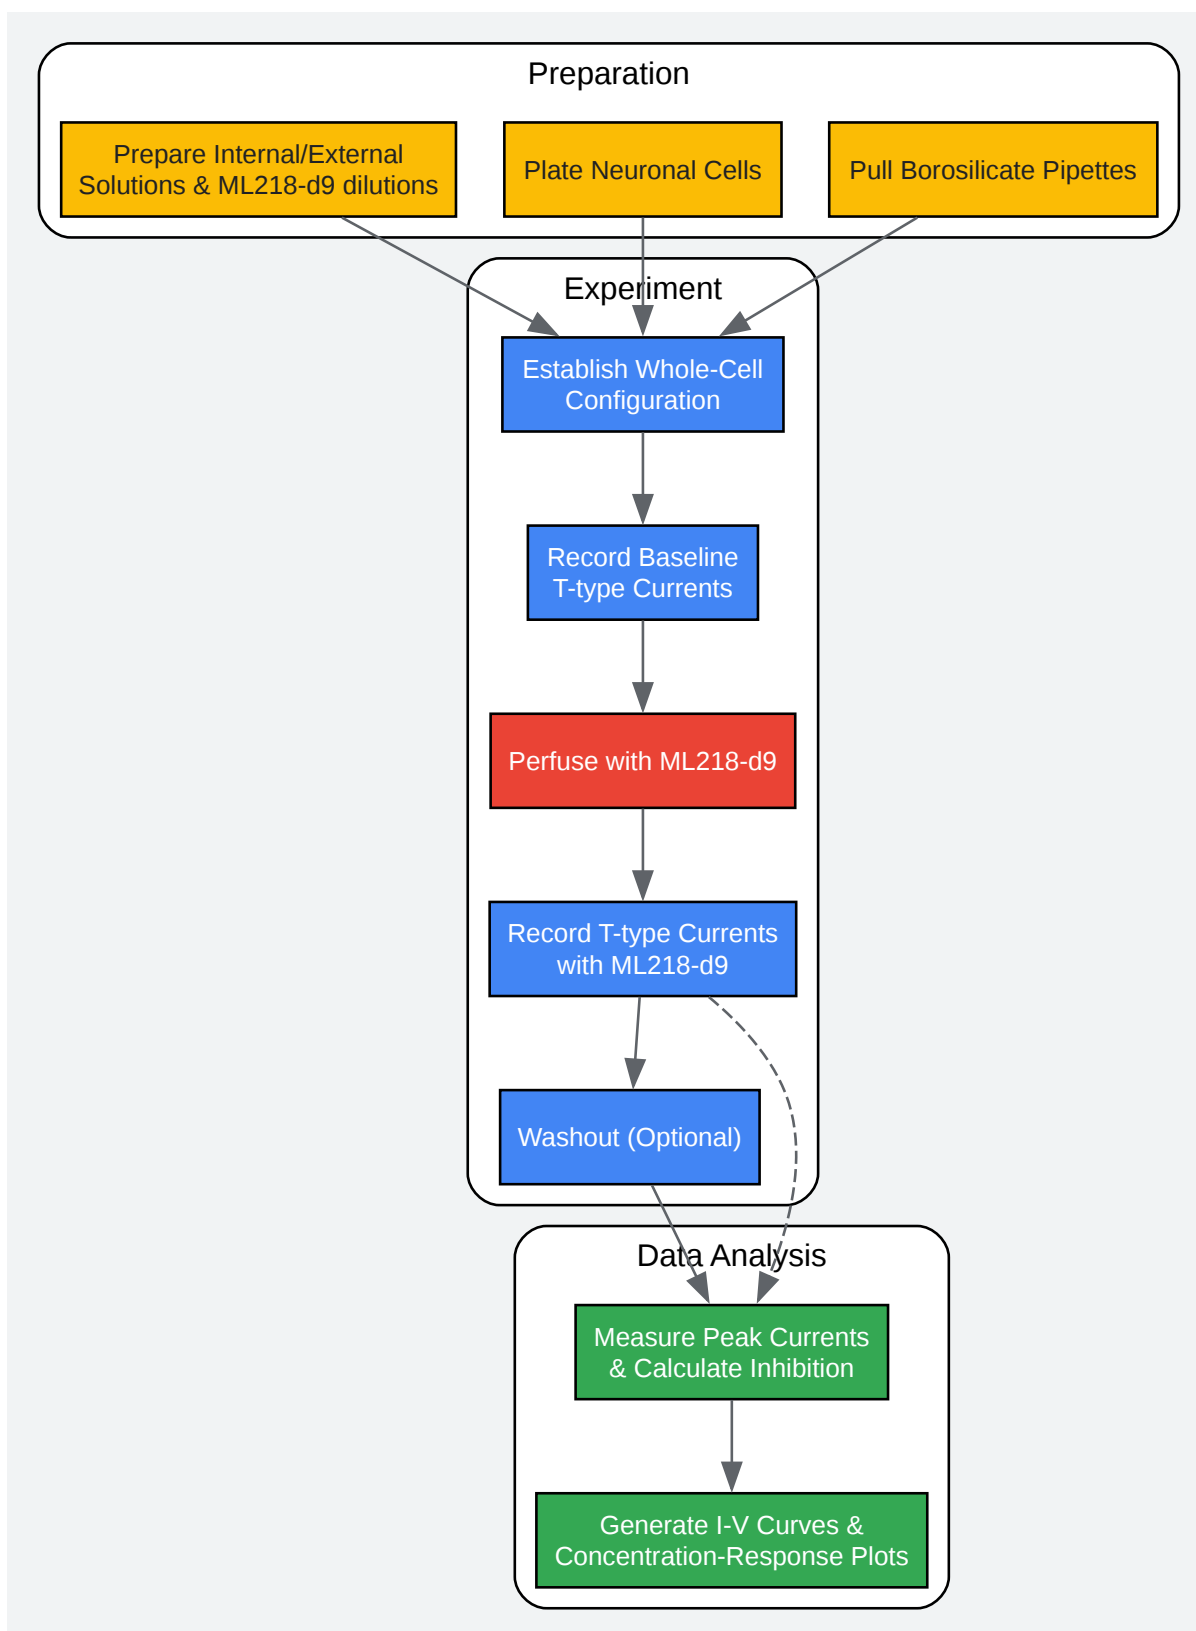 Preparation
Prepare Internal/External
Solutions & ML218-d9 dilutions
Plate Neuronal Cells
Pull Borosilicate Pipettes
Experiment
Establish Whole-Cell
Configuration
Record Baseline
T-type Currents
Perfuse with ML218-d9
Record T-type Currents
with ML218-d9
Washout (Optional)
Data Analysis
Measure Peak Currents
& Calculate Inhibition
Generate I-V Curves &
Concentration-Response Plots